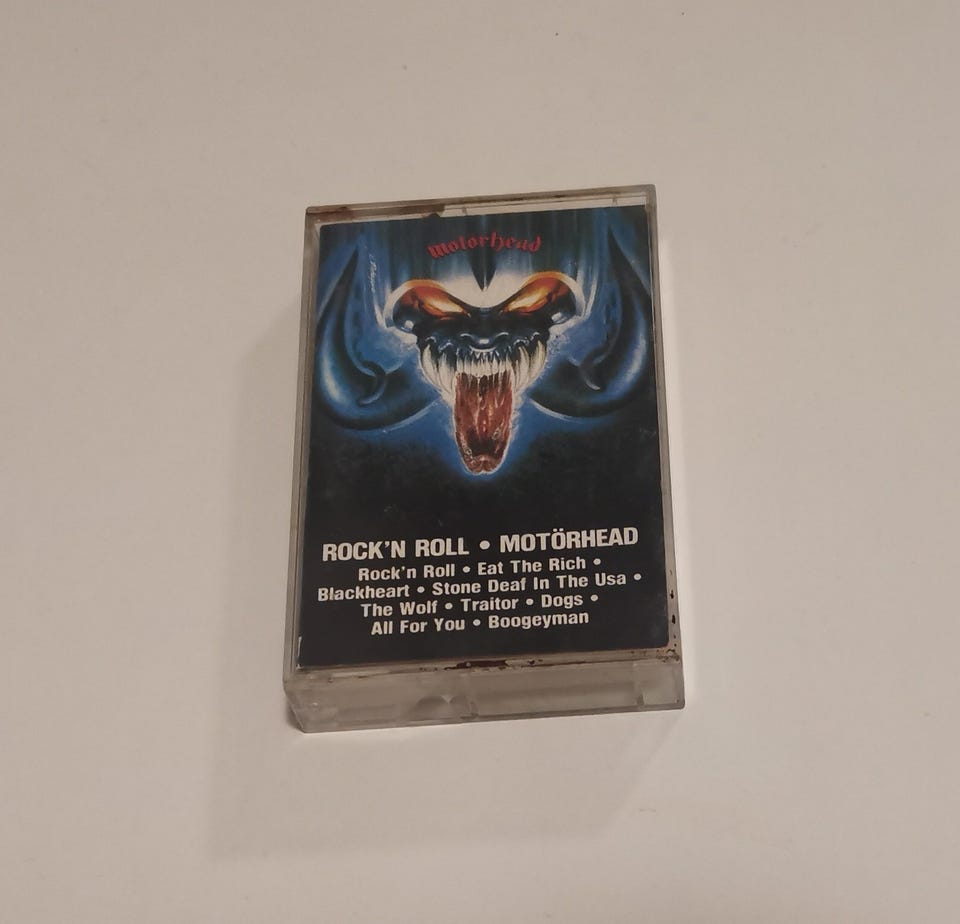 Motörhead
ROCK'N ROLL • MOTÖRHEAD
Rock'n Roll • Eat The Rich •
Blackheart • Stone Deaf In The Usa •
The Wolf • Traitor • Dogs •
All For You • Boogeyman